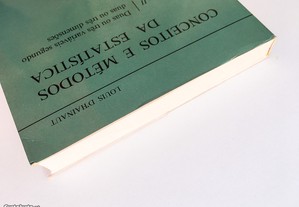 LOUIS D'HAINAUT
CONCEITOS E MÉTODOS
DA ESTATÍSTICA
Duas ou três variáveis segundo
duas ou três dimensões
II